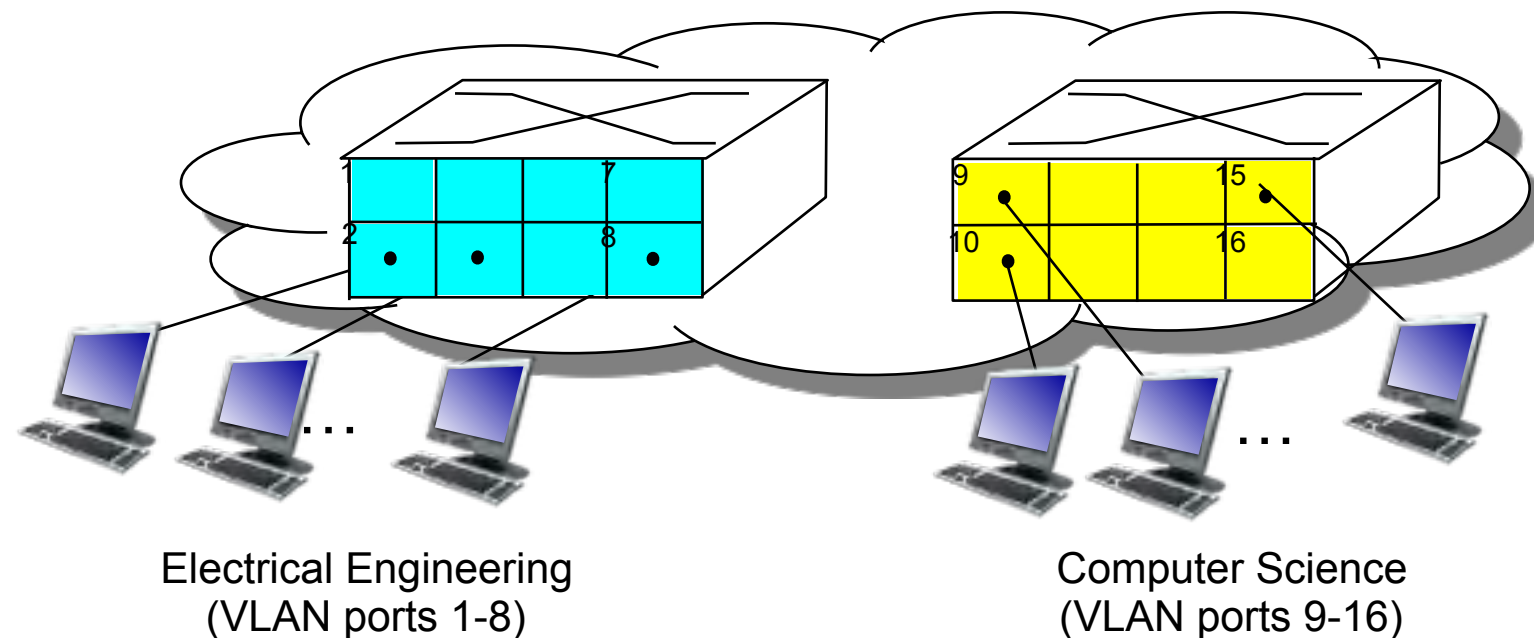 1 7
2 8
9 15
10 16
...
...
Electrical Engineering
(VLAN ports 1-8)
Computer Science
(VLAN ports 9-16)